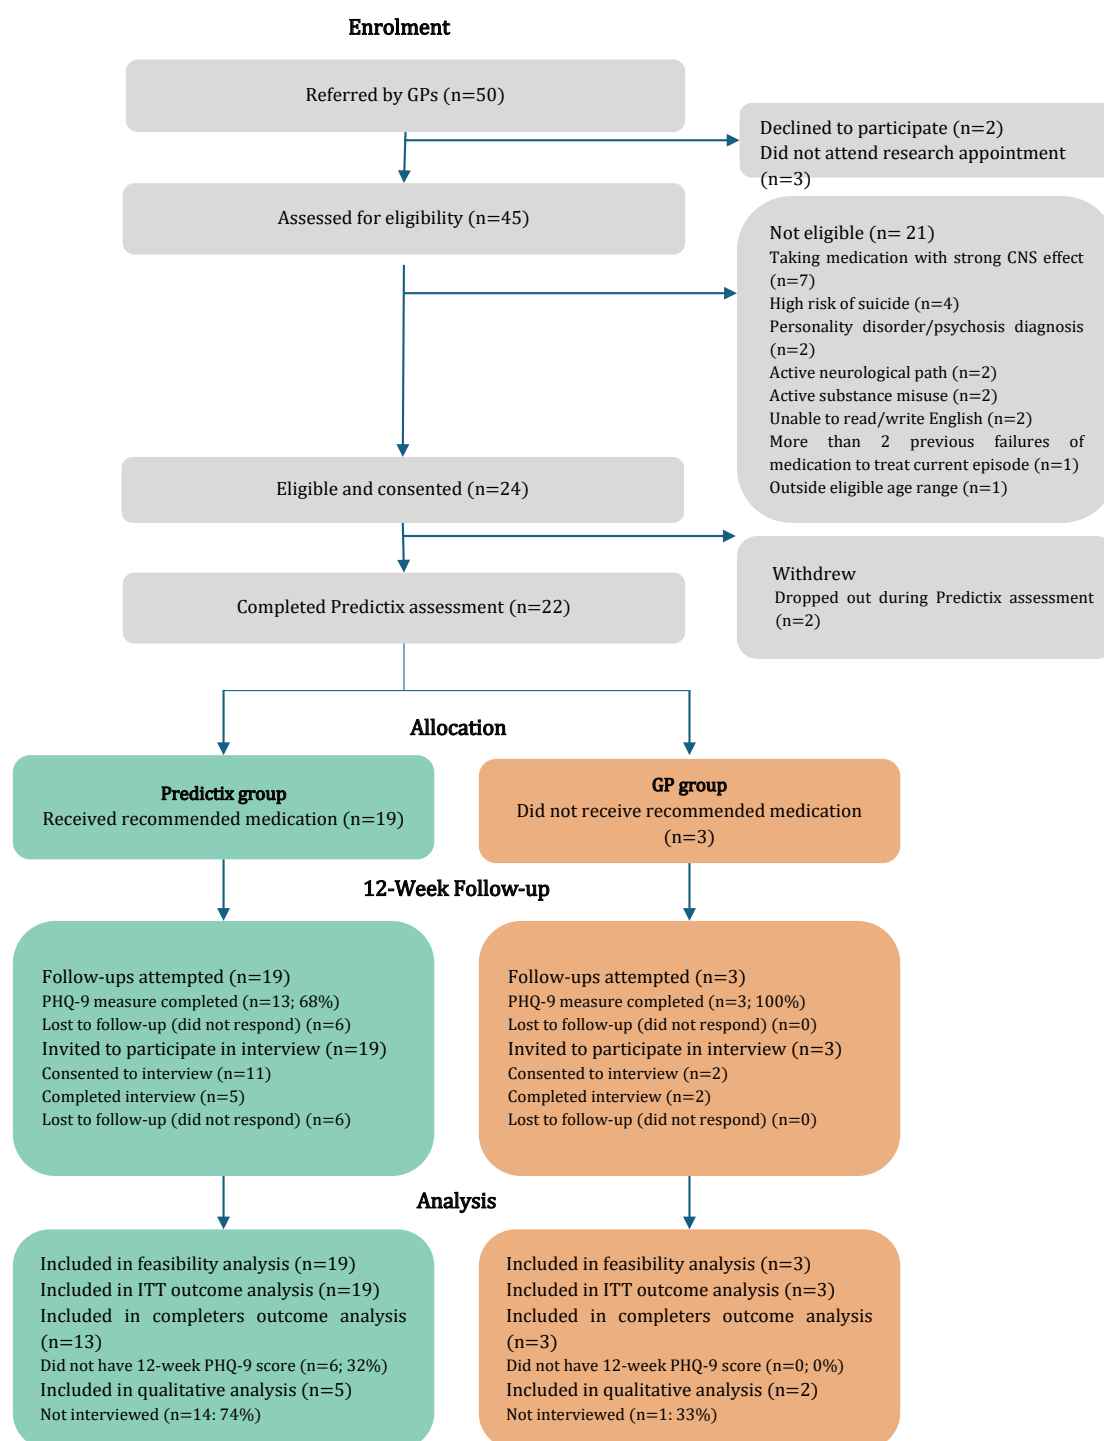 Enrolment
Referred by GPs (n=50)
Declined to participate (n=2)
Did not attend research appointment
(n=3)
Assessed for eligibility (n=45)
Not eligible (n= 21)
Taking medication with strong CNS effect
(n=7)
High risk of suicide (n=4)
Personality disorder/psychosis diagnosis
(n=2)
Active neurological path (n=2)
Active substance misuse (n=2)
Unable to read/write English (n=2)
More than 2 previous failures of
medication to treat current episode (n=1)
Outside eligible age range (n=1)
Eligible and consented (n=24)
Withdrew
Dropped out during Predictix assessment
(n=2)
Completed Predictix assessment (n=22)
Allocation
Predictix group
Received recommended medication (n=19)
GP group
Did not receive recommended medication
(n=3)
12-Week Follow-up
Follow-ups attempted (n=19)
PHQ-9 measure completed (n=13; 68%)
Lost to follow-up (did not respond) (n=6)
Invited to participate in interview (n=19)
Consented to interview (n=11)
Completed interview (n=5)
Lost to follow-up (did not respond) (n=6)
Follow-ups attempted (n=3)
PHQ-9 measure completed (n=3; 100%)
Lost to follow-up (did not respond) (n=0)
Invited to participate in interview (n=3)
Consented to interview (n=2)
Completed interview (n=2)
Lost to follow-up (did not respond) (n=0)
Analysis
Included in feasibility analysis (n=19)
Included in ITT outcome analysis (n=19)
Included in completers outcome analysis
(n=13)
Did not have 12-week PHQ-9 score (n=6; 32%)
Included in qualitative analysis (n=5)
Not interviewed (n=14: 74%)
Included in feasibility analysis (n=3)
Included in ITT outcome analysis (n=3)
Included in completers outcome analysis
(n=3)
Did not have 12-week PHQ-9 score (n=0; 0%)
Included in qualitative analysis (n=2)
Not interviewed (n=1: 33%)